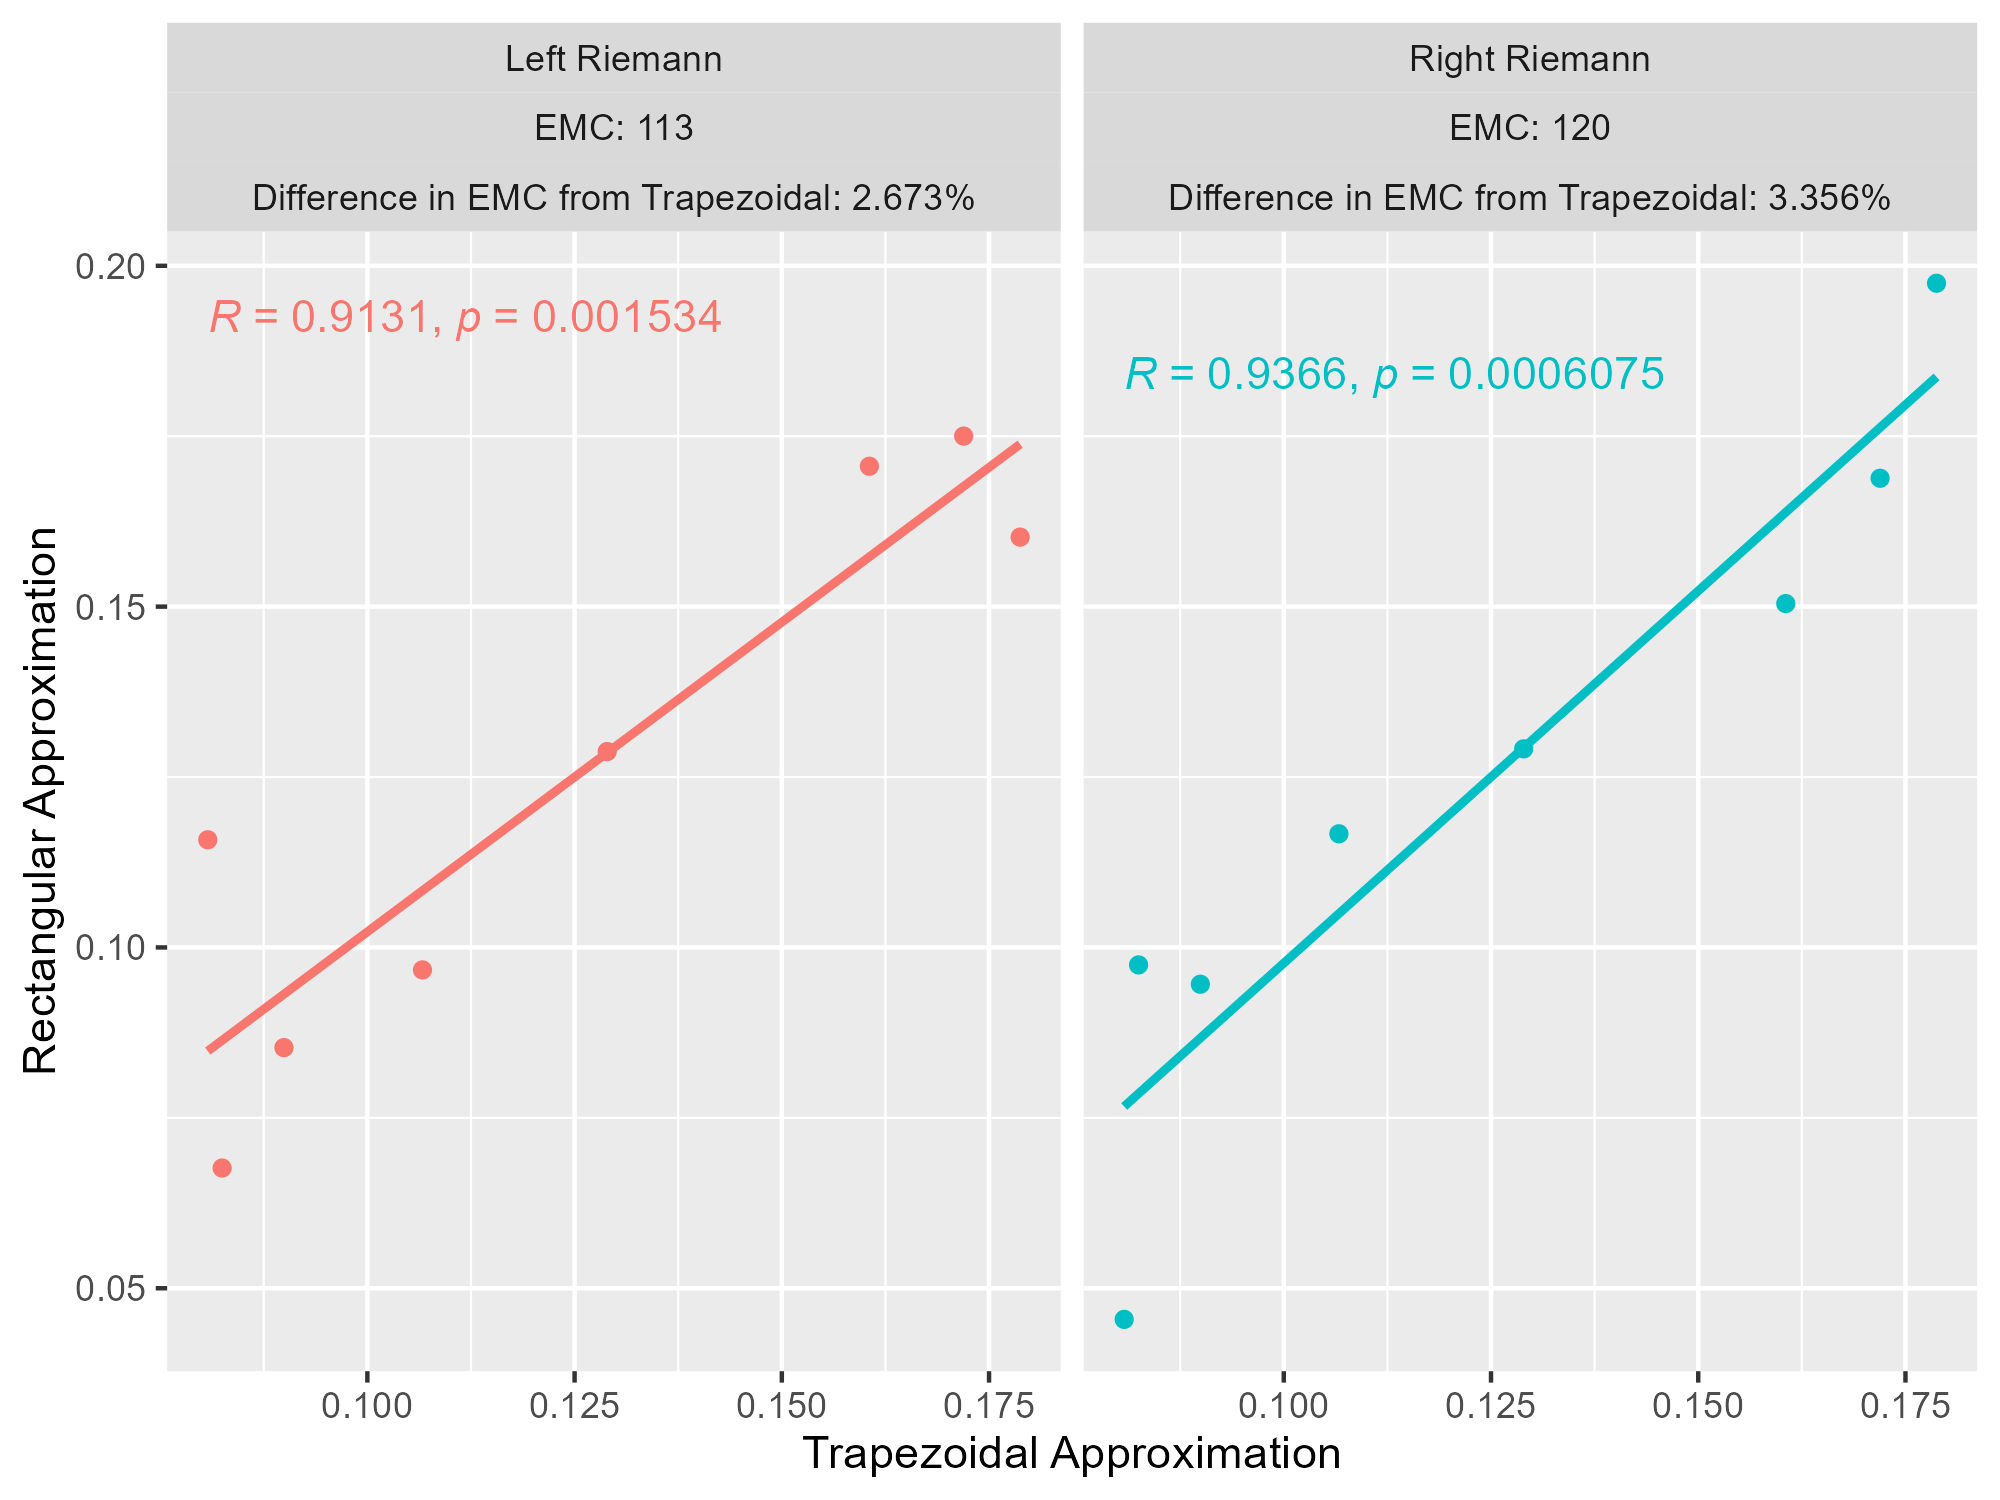 Left Riemann
EMC: 113
Difference in EMC from Trapezoidal: 2.673%
Right Riemann
EMC: 120
Difference in EMC from Trapezoidal: 3.356%
R = 0.9131, p = 0.001534
R = 0.9366, p = 0.0006075
Rectangular Approximation
0.20
0.15
0.10
0.05
0.100 0.125 0.150 0.175
0.100 0.125 0.150 0.175
Trapezoidal Approximation